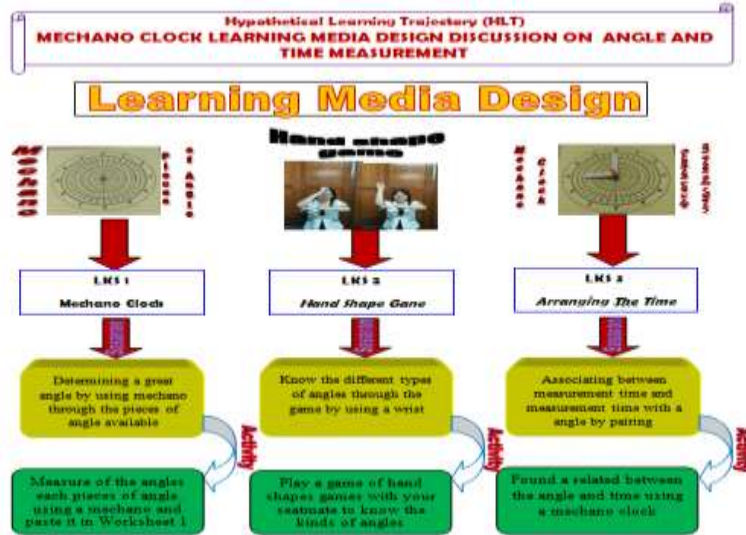 Hypothetical Learning Trajectory (HLT)
MECHANO CLOCK LEARNING MEDIA DESIGN DISCUSSION ON ANGLE AND
TIME MEASUREMENT
Learning Media Design
Mechano
Pieces
of Angle
Hand shape
game
Mechano
Clock
LKS 1
Mechano Clock
LKS 2
Hand Shape Game
LKS 3
Arranging The Time
Determining a great
angle by using mechano
through the pieces of
angle available
Know the different types
of angles through the
game by using a wrist
Associating between
measurement time and
measurement time with a
angle by pairing
Activity
Activity
Activity
Measure of the angles
each pieces of angle
using a mechano and
paste it in Worksheet 1
Play a game of hand
shapes games with your
seatmate to know the
kinds of angles
Found a related between
the angle and time using
a mechano clock